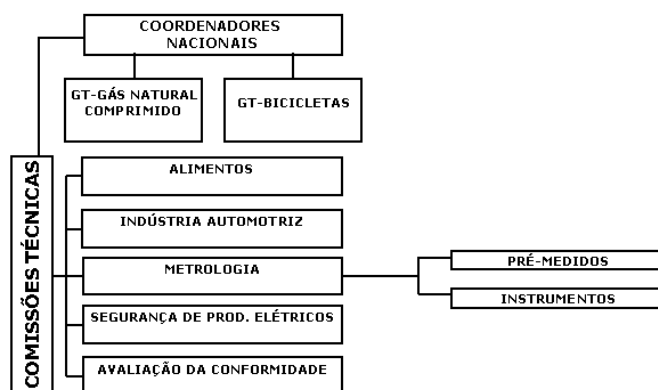 COORDENADORES
NACIONAIS
GT-GÁS NATURAL
COMPRIMIDO
GT-BICICLETAS
COMISSÕES TÉCNICAS
ALIMENTOS
INDÚSTRIA AUTOMOTRIZ
METROLOGIA
PRÉ-MEDIDOS
INSTRUMENTOS
SEGURANÇA DE PROD. ELÉTRICOS
AVALIAÇÃO DA CONFORMIDADE